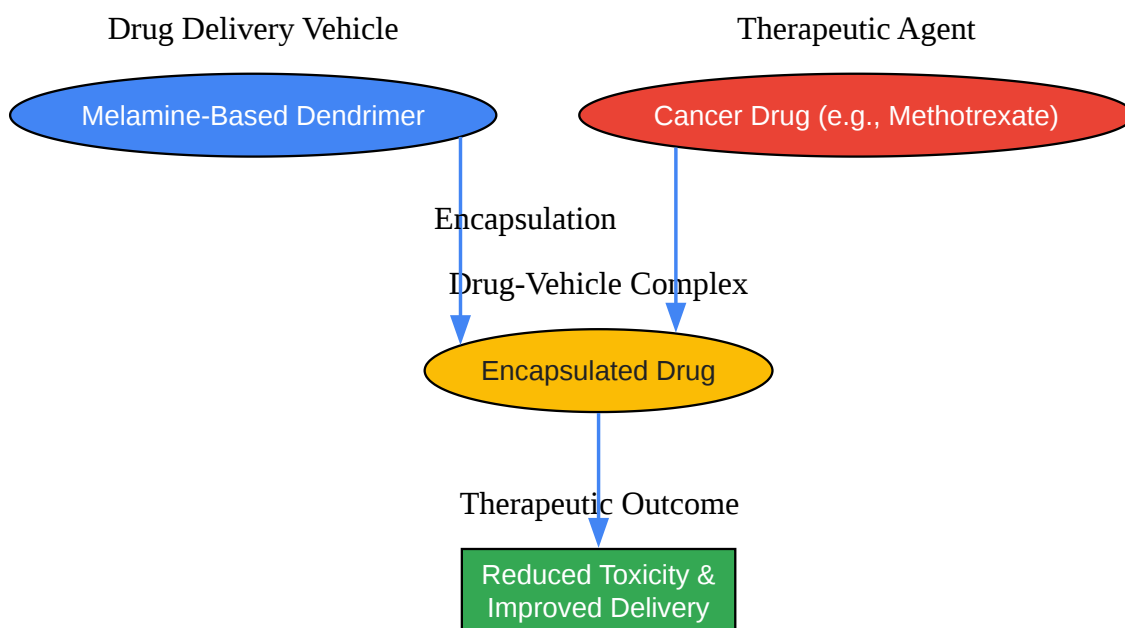 Drug Delivery Vehicle
Therapeutic Agent
Melamine-Based Dendrimer
Cancer Drug (e.g., Methotrexate)
Encapsulation
Drug-Vehicle Complex
Encapsulated Drug
Therapeutic Outcome
Reduced Toxicity &
Improved Delivery